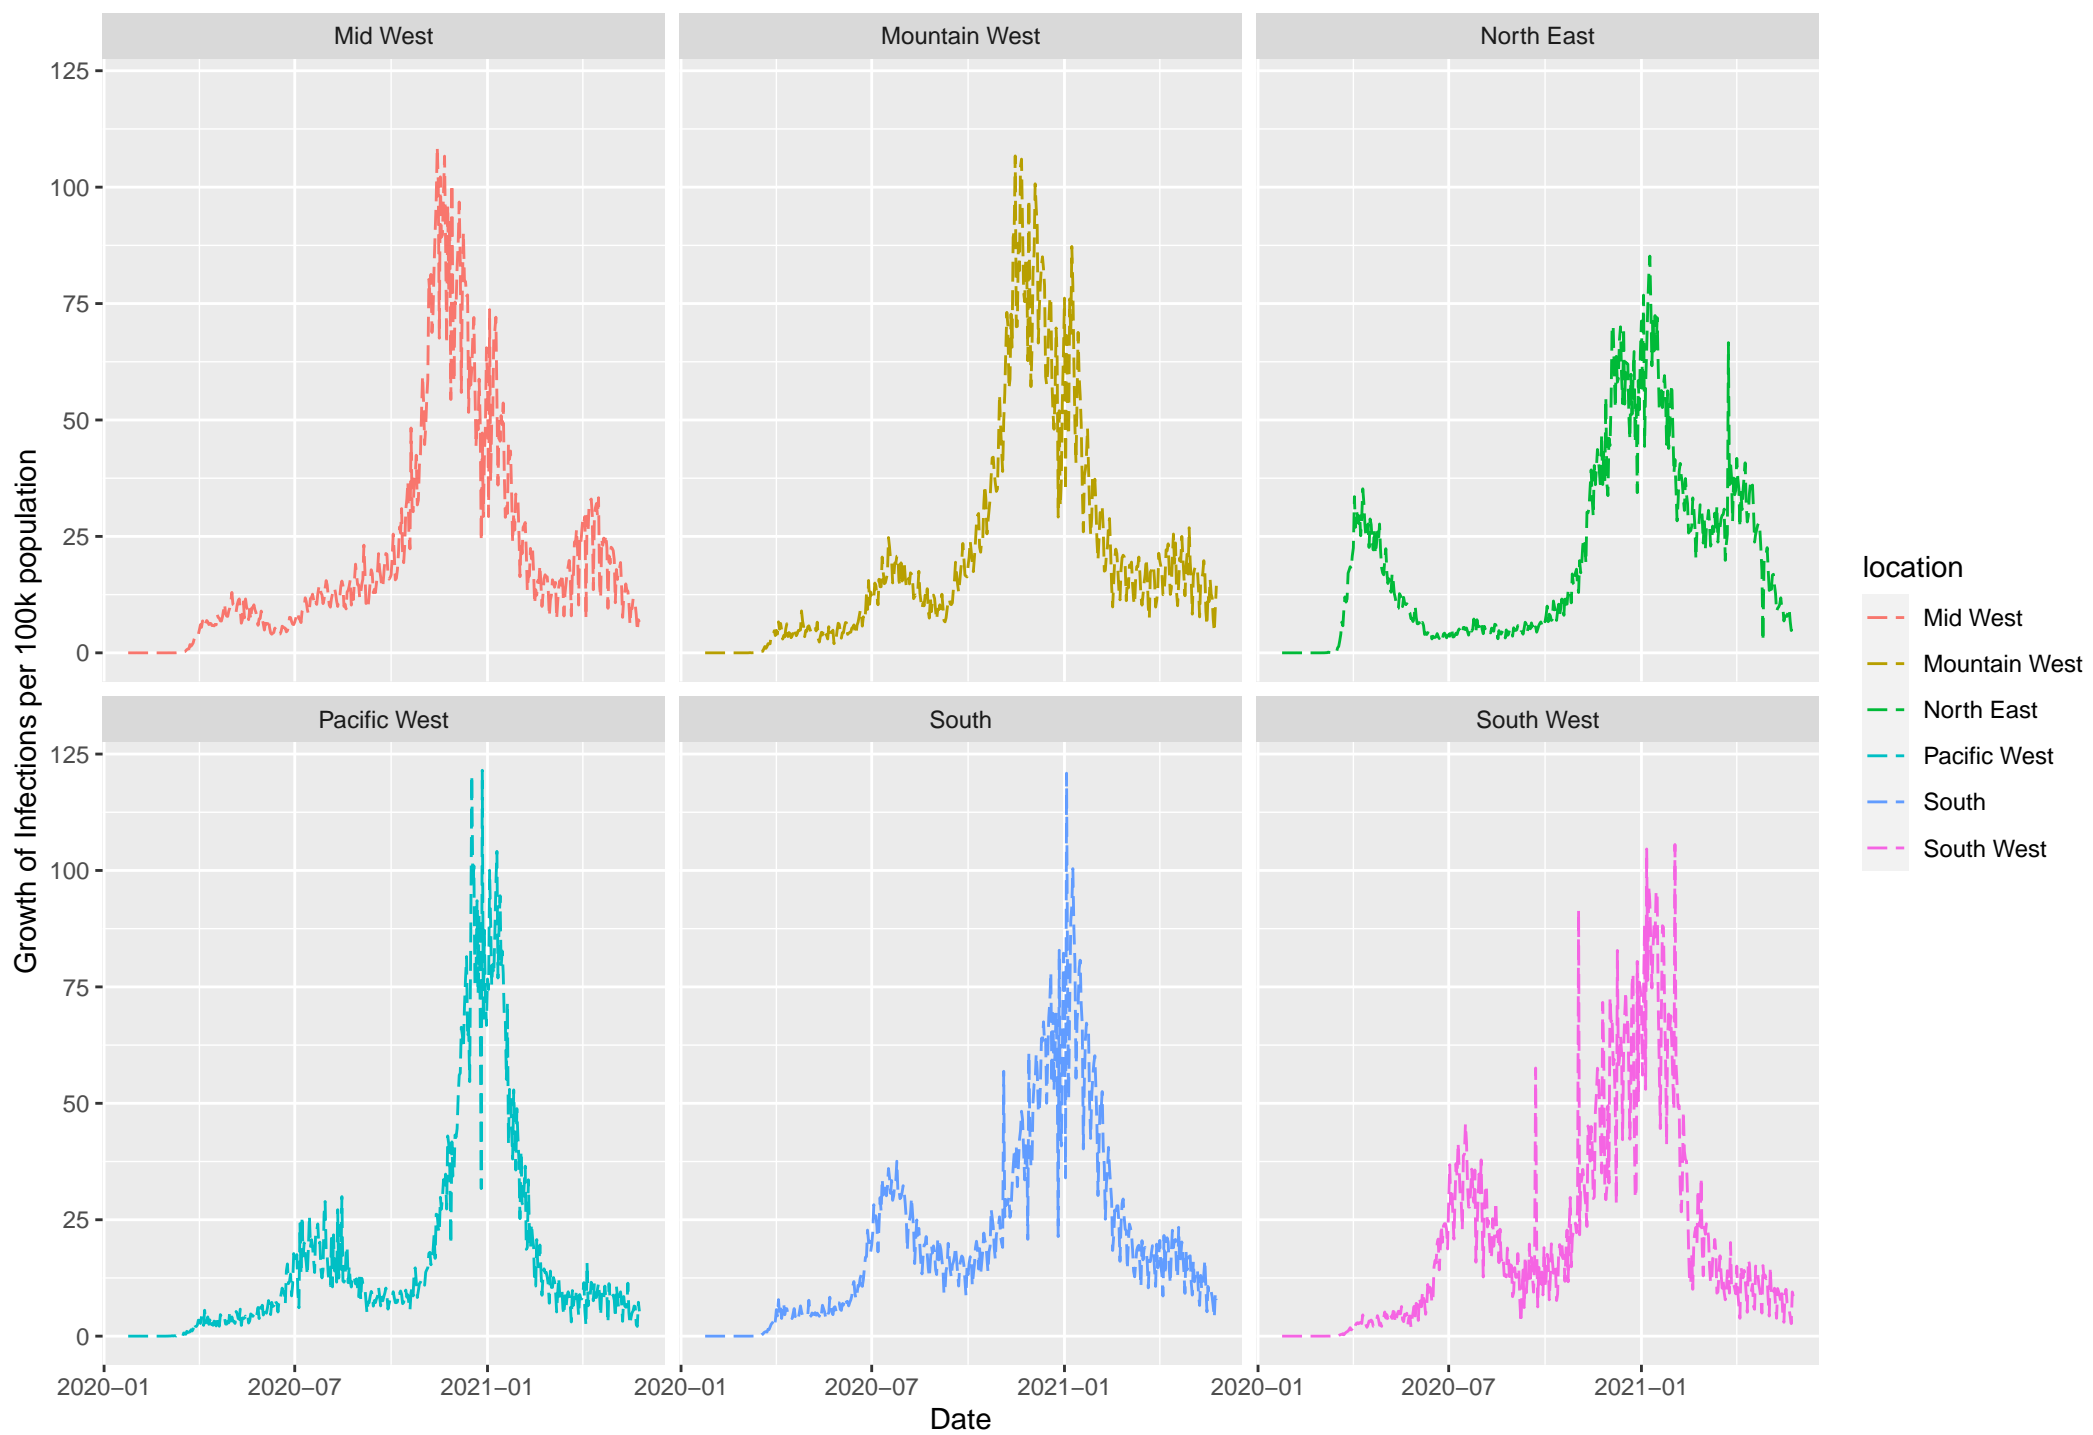 Mid West
Mountain West
North East
125
100
75
50
25
0
Pacific West
South
South West
125
100
75
50
25
0
2020−01
2020−07
2021−01
2020−01
2020−07
2021−01
2020−01
2020−07
2021−01
Date
Growth of Infections per 100k population
location
Mid West
Mountain West
North East
Pacific West
South
South West